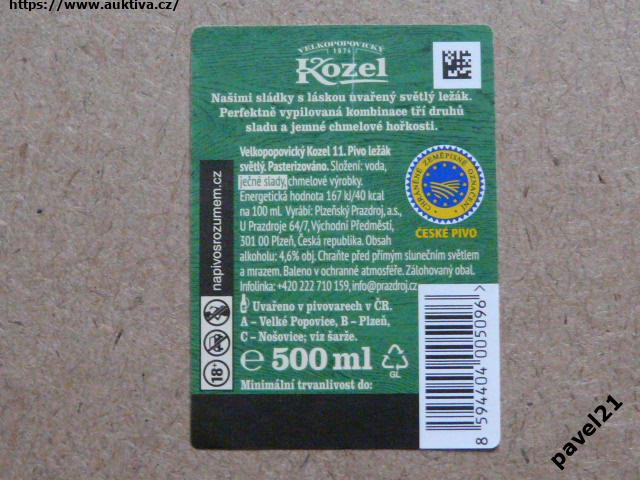 https://www.auktiva.cz/
VELKOPOPOVICKÝ
1874
Kozel
Našimi sládky s láskou uvařený světlý ležák.
Perfektně vypilovaná kombinace tří druhů
sladu a jemné chmelové hořkosti.
Velkopopovický Kozel 11. Pivo ležák
světlý. Pasterizováno. Složení: voda,
ječné slady, chmelové výrobky.
Energetická hodnota 167 kJ/40 kcal
na 100 ml. Vyrábí: Plzeňský Prazdroj, a.s.,
U Prazdroje 64/7, Východní Předměstí,
301 00 Plzeň, Česká republika. Obsah
alkoholu: 4,6% obj. Chraňte před přímým slunečním světlem
a mrazem. Baleno v ochranné atmosféře. Zálohovaný obal.
Infolinka: +420 222 710 159, info@prazdroj.cz
Uvařeno v pivovarech v ČR.
A – Velké Popovice, B – Plzeň,
C – Nošovice; viz šarže.
e 500 ml
GL
Minimální trvanlivost do:
napivosrozumem.cz
18+
CHRÁNĚNÉ ZEMĚPISNÉ OZNAČENÍ
ČESKÉ PIVO
8 594404 005096 >
pavel21